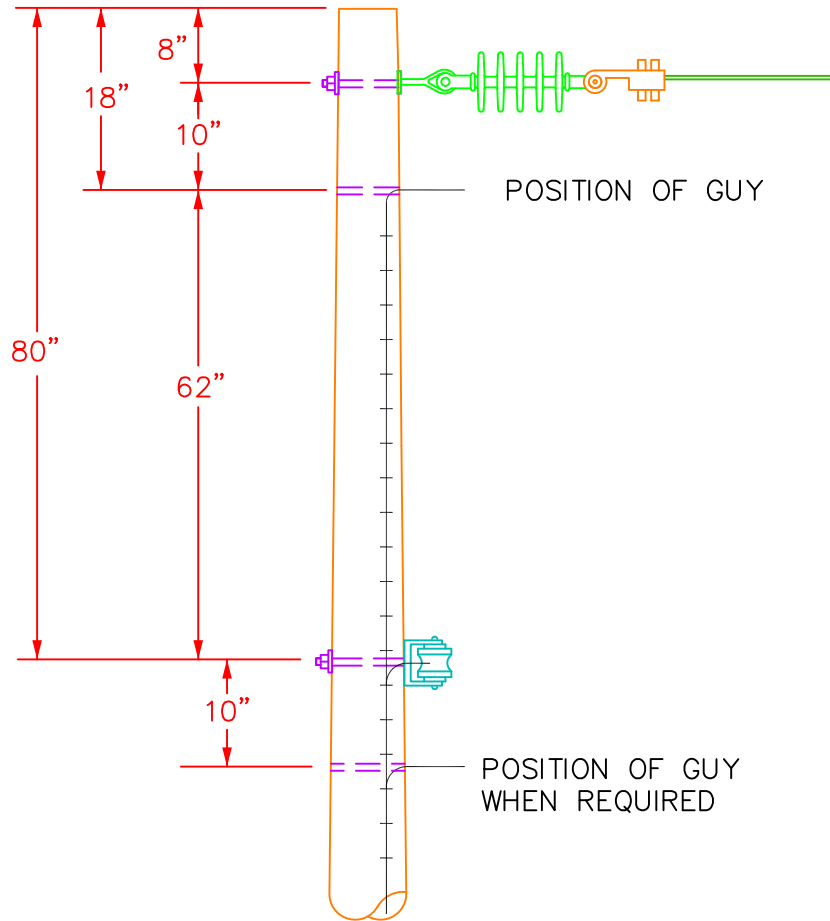 8”
18”
10”
POSITION OF GUY
80”
62”
10”
POSITION OF GUY
WHEN REQUIRED